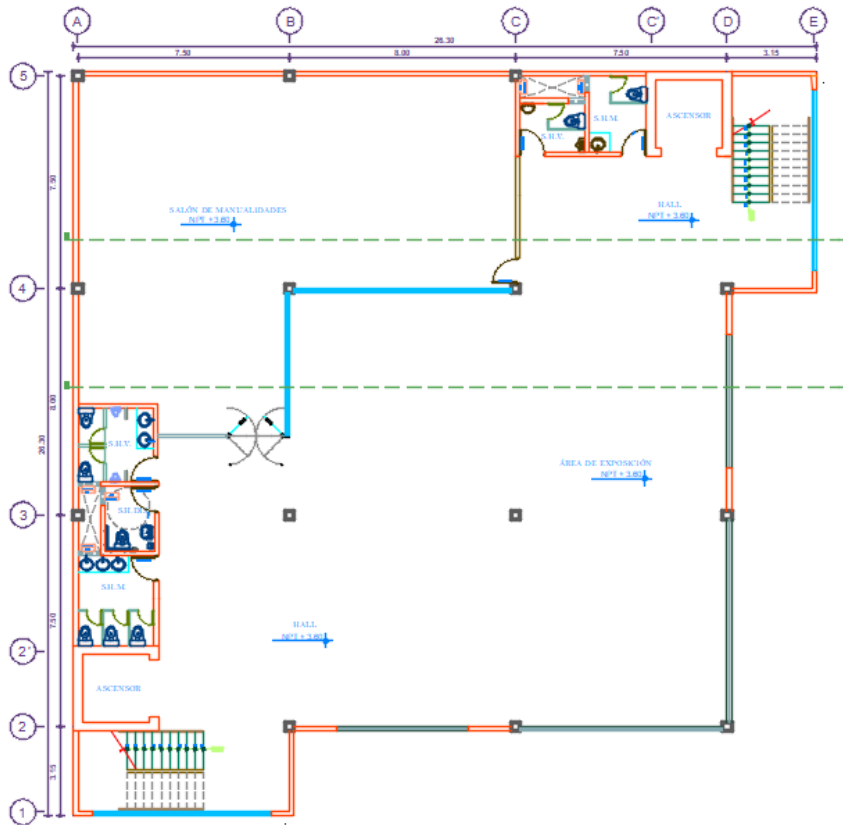 A B C C' D E
26.30
7.50 8.00 7.50 3.15
5
S.H.V. S.H.M. ASCENSOR
7.50
SALÓN DE MANUALIDADES
NPT + 3.60
HALL
NPT + 3.60
4
8.00
26.30
S.H.V.
ÁREA DE EXPOSICIÓN
NPT + 3.60
3
S.H.M.
7.50
HALL
NPT + 3.60
2'
ASCENSOR
2
3.15
1